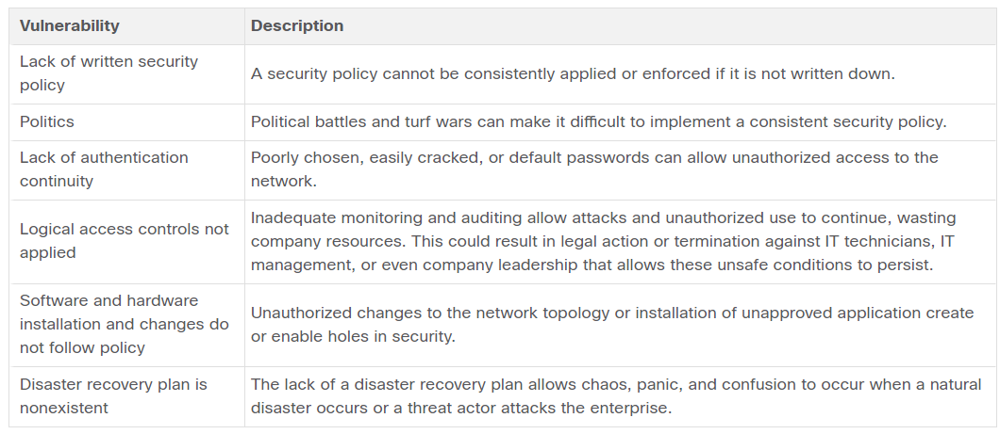 Vulnerability
Description
Lack of written security
policy
A security policy cannot be consistently applied or enforced if it is not written down.
Politics
Political battles and turf wars can make it difficult to implement a consistent security policy.
Lack of authentication
continuity
Poorly chosen, easily cracked, or default passwords can allow unauthorized access to the
network.
Logical access controls not
applied
Inadequate monitoring and auditing allow attacks and unauthorized use to continue, wasting
company resources. This could result in legal action or termination against IT technicians, IT
management, or even company leadership that allows these unsafe conditions to persist.
Software and hardware
installation and changes do
not follow policy
Unauthorized changes to the network topology or installation of unapproved application create
or enable holes in security.
Disaster recovery plan is
nonexistent
The lack of a disaster recovery plan allows chaos, panic, and confusion to occur when a natural
disaster occurs or a threat actor attacks the enterprise.